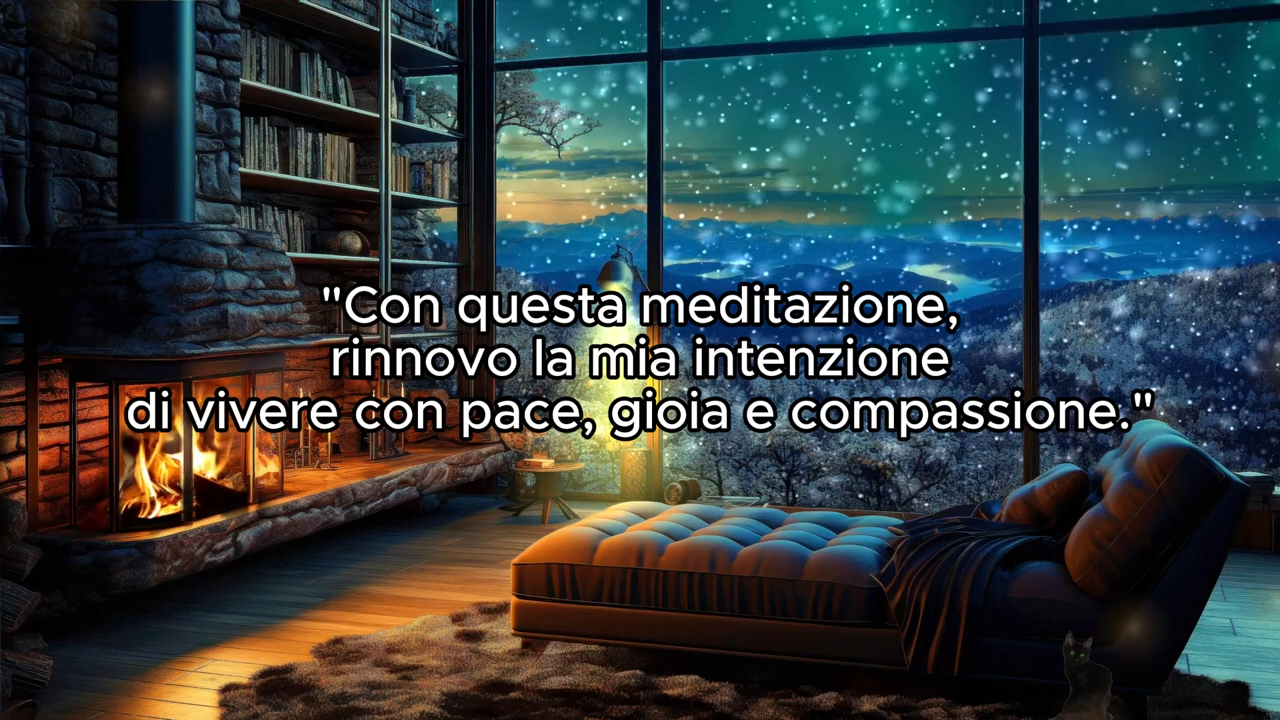 "Con questa meditazione,
rinnovo la mia intenzione
di vivere con pace, gioia e compassione."